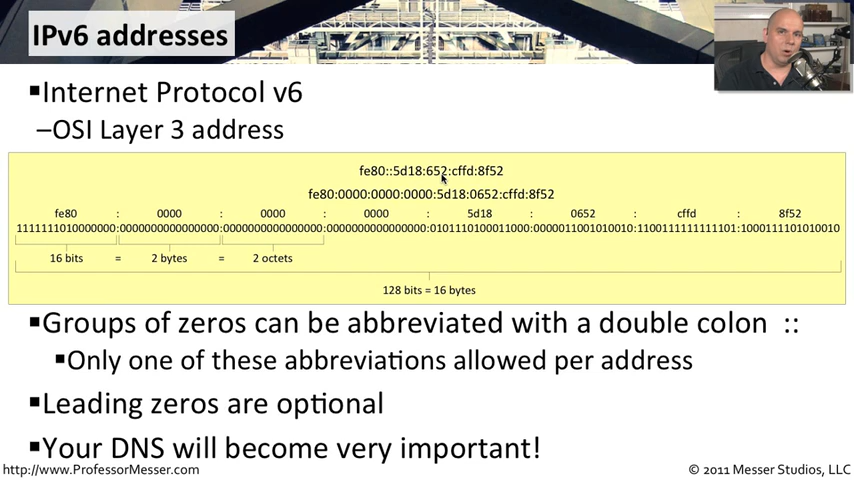 IPv6 addresses
▪Internet Protocol v6
–OSI Layer 3 address
fe80::5d18:652:cffd:8f52
fe80:0000:0000:0000:5d18:0652:cffd:8f52
fe80 : 0000 : 0000 : 0000 : 5d18 : 0652 : cffd : 8f52
1111111010000000:0000000000000000:0000000000000000:0000000000000000:0101110100011000:0000011001010010:1100111111111101:1000111101010010
16 bits = 2 bytes = 2 octets
128 bits = 16 bytes
▪Groups of zeros can be abbreviated with a double colon ::
▪Only one of these abbreviations allowed per address
▪Leading zeros are optional
▪Your DNS will become very important!
http://www.ProfessorMesser.com
© 2011 Messer Studios, LLC